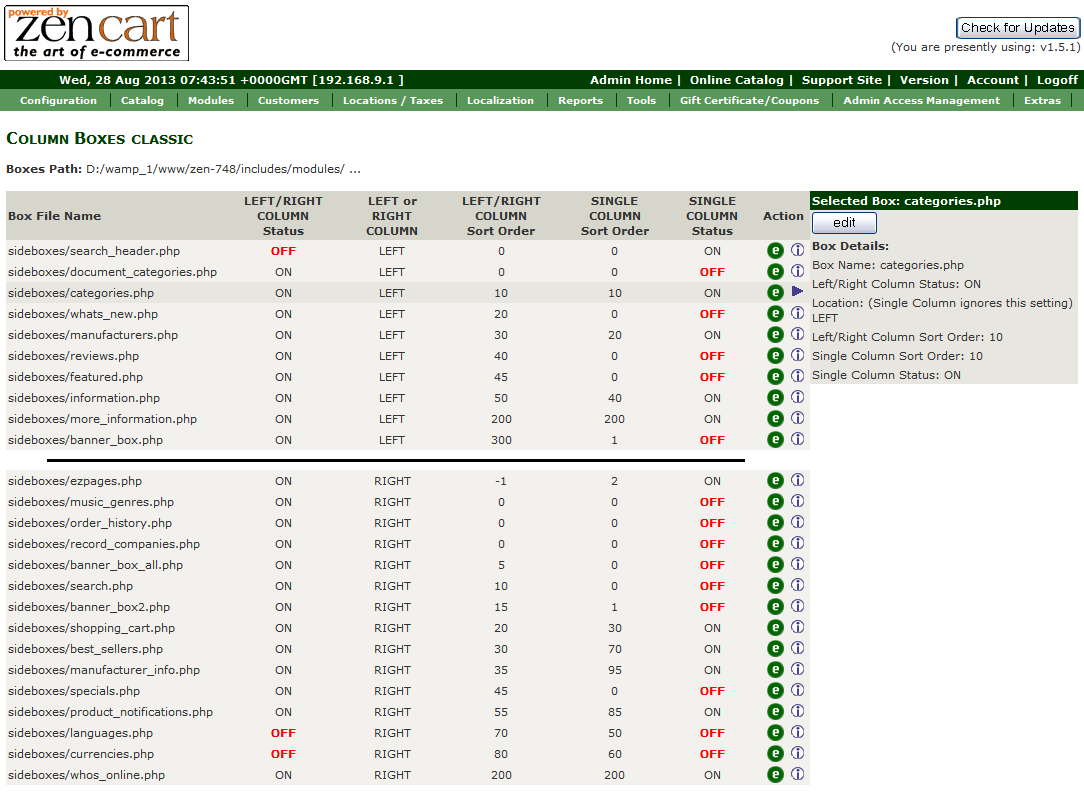 powered by
zen cart
the art of e-commerce
Check for Updates
(You are presently using: v1.5.1)
Wed, 28 Aug 2013 07:43:51 +0000GMT [192.168.9.1 ] Admin Home | Online Catalog | Support Site | Version | Account | Logoff
Configuration Catalog Modules Customers Locations / Taxes Localization Reports Tools Gift Certificate/Coupons Admin Access Management Extras
COLUMN BOXES CLASSIC
Boxes Path: D:/wamp_1/www/zen-748/includes/modules/ ...
Box File Name LEFT/RIGHT COLUMN Status LEFT or RIGHT COLUMN LEFT/RIGHT COLUMN Sort Order SINGLE COLUMN Sort Order SINGLE COLUMN Status Action
sideboxes/search_header.php OFF LEFT 0 0 ON e i
sideboxes/document_categories.php ON LEFT 0 0 OFF e i
sideboxes/categories.php ON LEFT 10 10 ON e
sideboxes/whats_new.php ON LEFT 20 0 OFF e i
sideboxes/manufacturers.php ON LEFT 30 20 ON e i
sideboxes/reviews.php ON LEFT 40 0 OFF e i
sideboxes/featured.php ON LEFT 45 0 OFF e i
sideboxes/information.php ON LEFT 50 40 ON e i
sideboxes/more_information.php ON LEFT 200 200 ON e i
sideboxes/banner_box.php ON LEFT 300 1 OFF e i
sideboxes/ezpages.php ON RIGHT -1 2 ON e i
sideboxes/music_genres.php ON RIGHT 0 0 OFF e i
sideboxes/order_history.php ON RIGHT 0 0 OFF e i
sideboxes/record_companies.php ON RIGHT 0 0 OFF e i
sideboxes/banner_box_all.php ON RIGHT 5 0 OFF e i
sideboxes/search.php ON RIGHT 10 0 OFF e i
sideboxes/banner_box2.php ON RIGHT 15 1 OFF e i
sideboxes/shopping_cart.php ON RIGHT 20 30 ON e i
sideboxes/best_sellers.php ON RIGHT 30 70 ON e i
sideboxes/manufacturer_info.php ON RIGHT 35 95 ON e i
sideboxes/specials.php ON RIGHT 45 0 OFF e i
sideboxes/product_notifications.php ON RIGHT 55 85 ON e i
sideboxes/languages.php OFF RIGHT 70 50 OFF e i
sideboxes/currencies.php OFF RIGHT 80 60 OFF e i
sideboxes/whos_online.php ON RIGHT 200 200 ON e i
Selected Box: categories.php
edit
Box Details:
Box Name: categories.php
Left/Right Column Status: ON
Location: (Single Column ignores this setting)
LEFT
Left/Right Column Sort Order: 10
Single Column Sort Order: 10
Single Column Status: ON